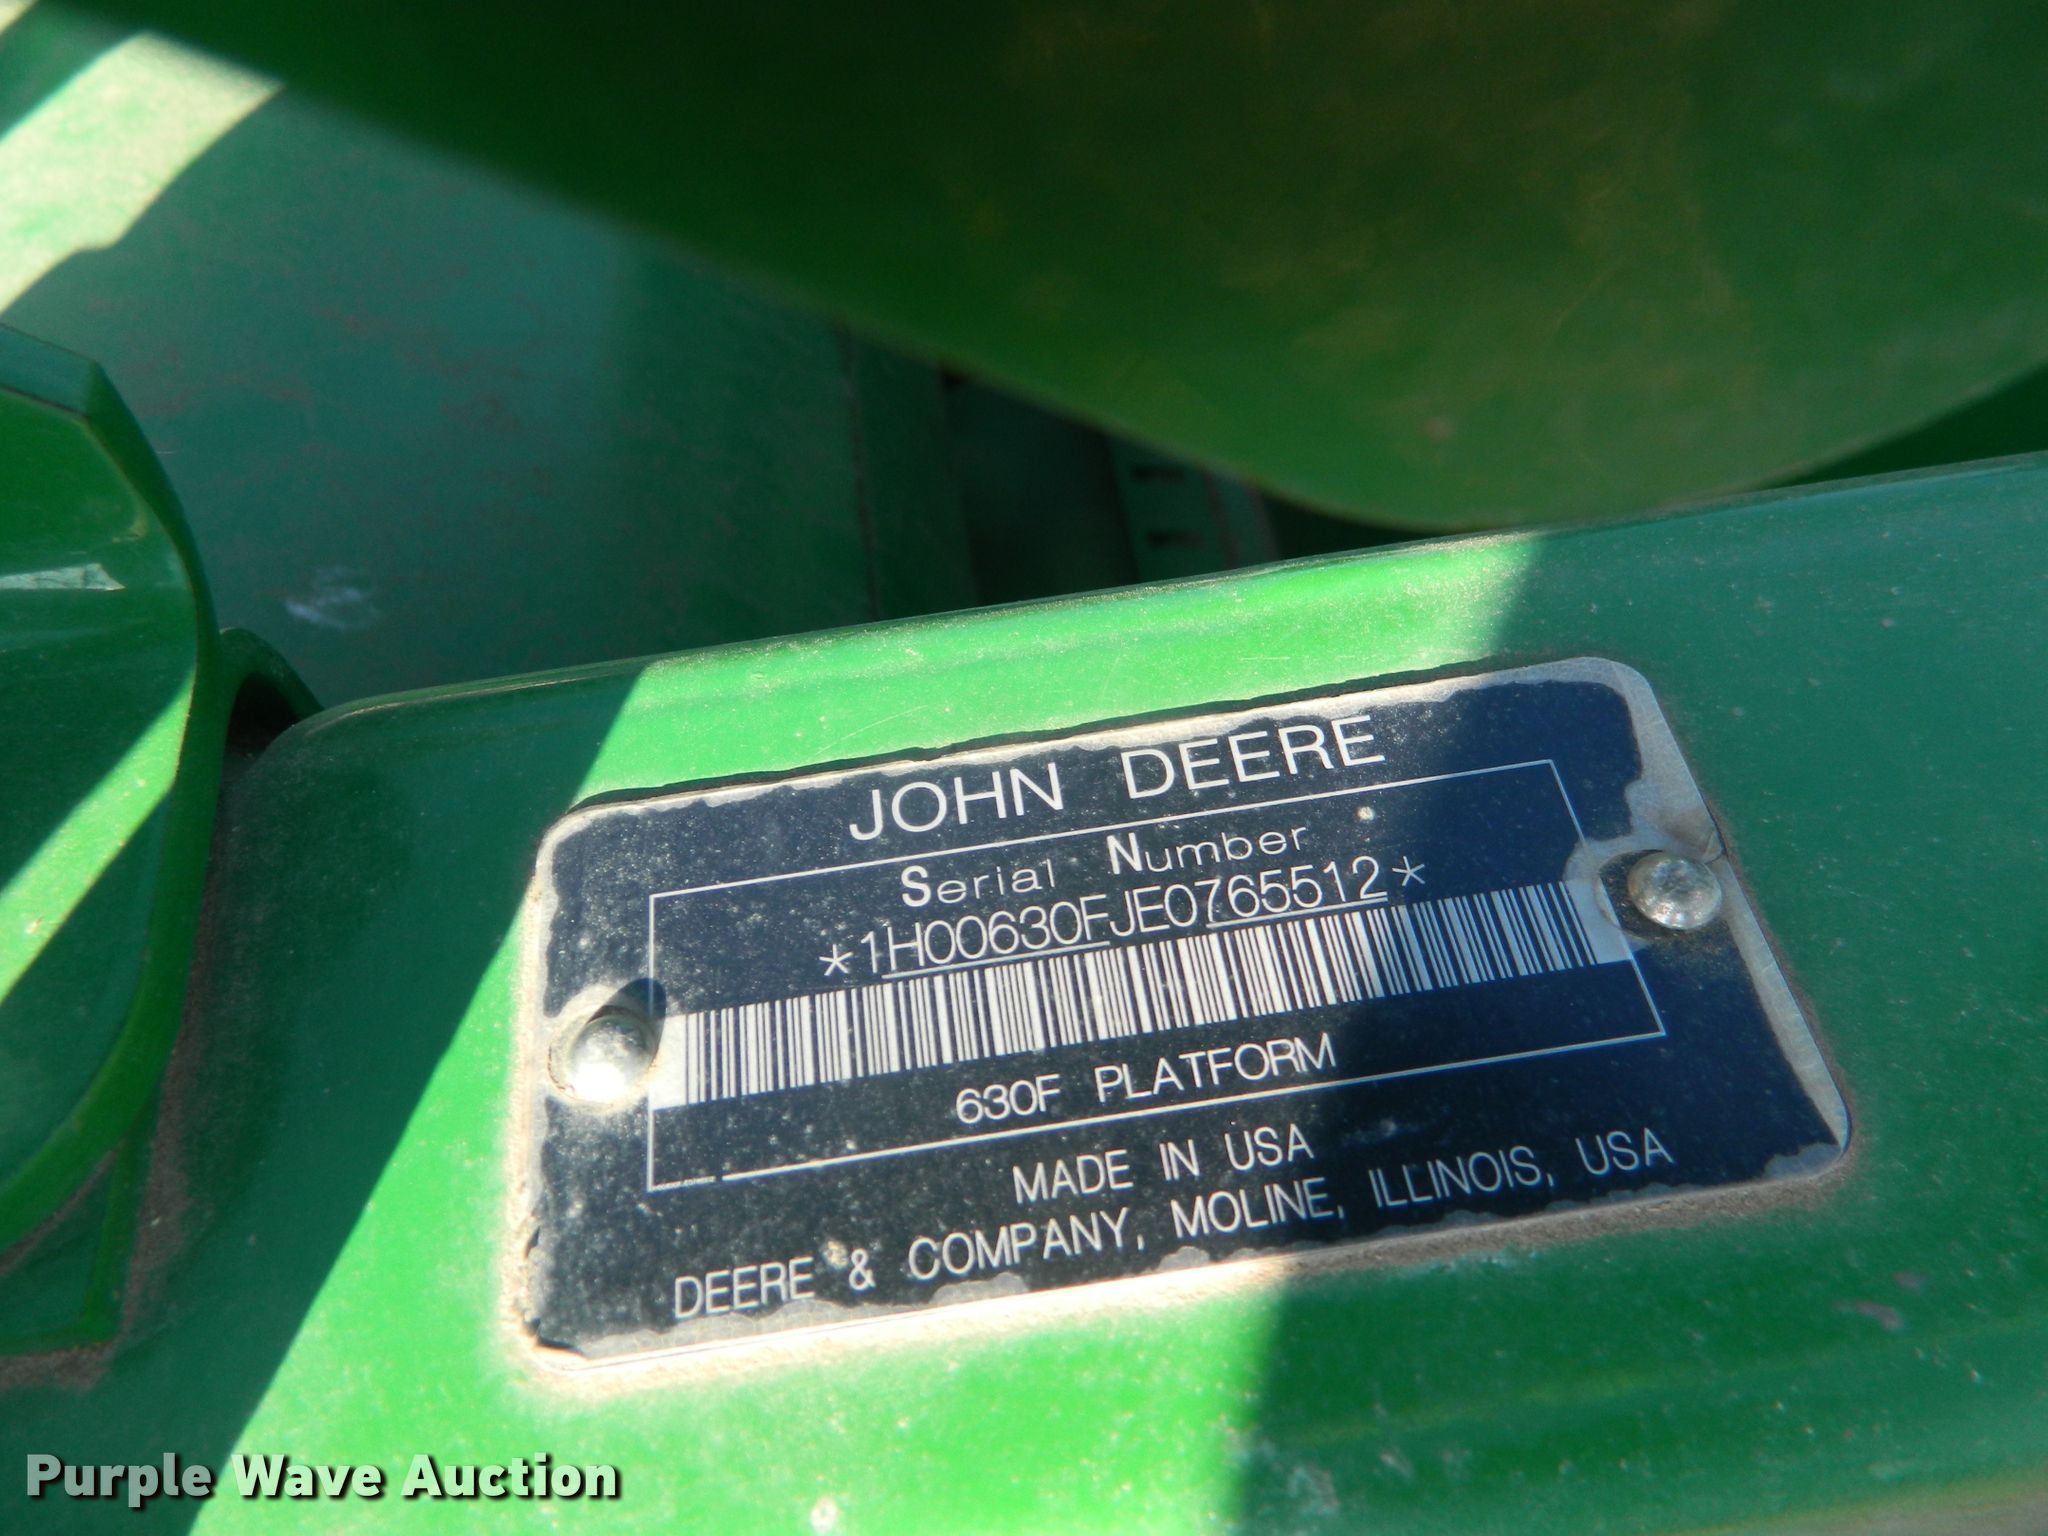 JOHN DEERE
Serial Number
*1H00630FJE0765512*
630F PLATFORM
MADE IN USA
DEERE & COMPANY, MOLINE, ILLINOIS, USA
Purple Wave Auction